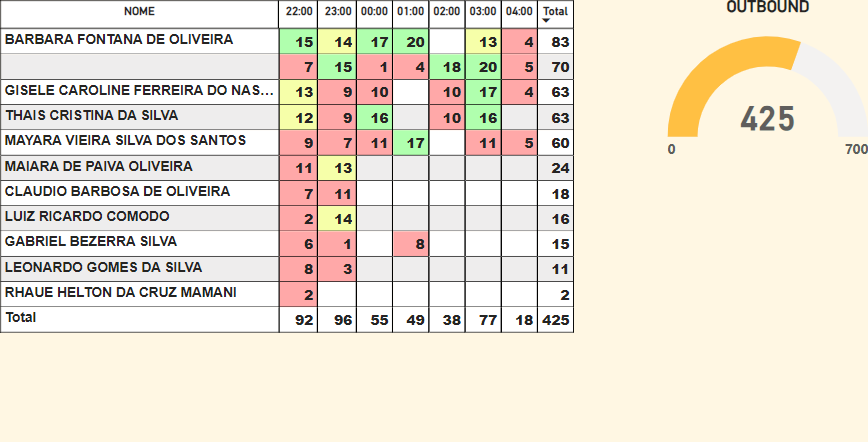 NOME 22:00 23:00 00:00 01:00 02:00 03:00 04:00 Total
BARBARA FONTANA DE OLIVEIRA 15 14 17 20 13 4 83
7 15 1 4 18 20 5 70
GISELE CAROLINE FERREIRA DO NAS... 13 9 10 10 17 4 63
THAIS CRISTINA DA SILVA 12 9 16 10 16 63
MAYARA VIEIRA SILVA DOS SANTOS 9 7 11 17 11 5 60
MAIARA DE PAIVA OLIVEIRA 11 13 24
CLAUDIO BARBOSA DE OLIVEIRA 7 11 18
LUIZ RICARDO COMODO 2 14 16
GABRIEL BEZERRA SILVA 6 1 8 15
LEONARDO GOMES DA SILVA 8 3 11
RHAUE HELTON DA CRUZ MAMANI 2 2
Total 92 96 55 49 38 77 18 425
OUTBOUND
425
0 700